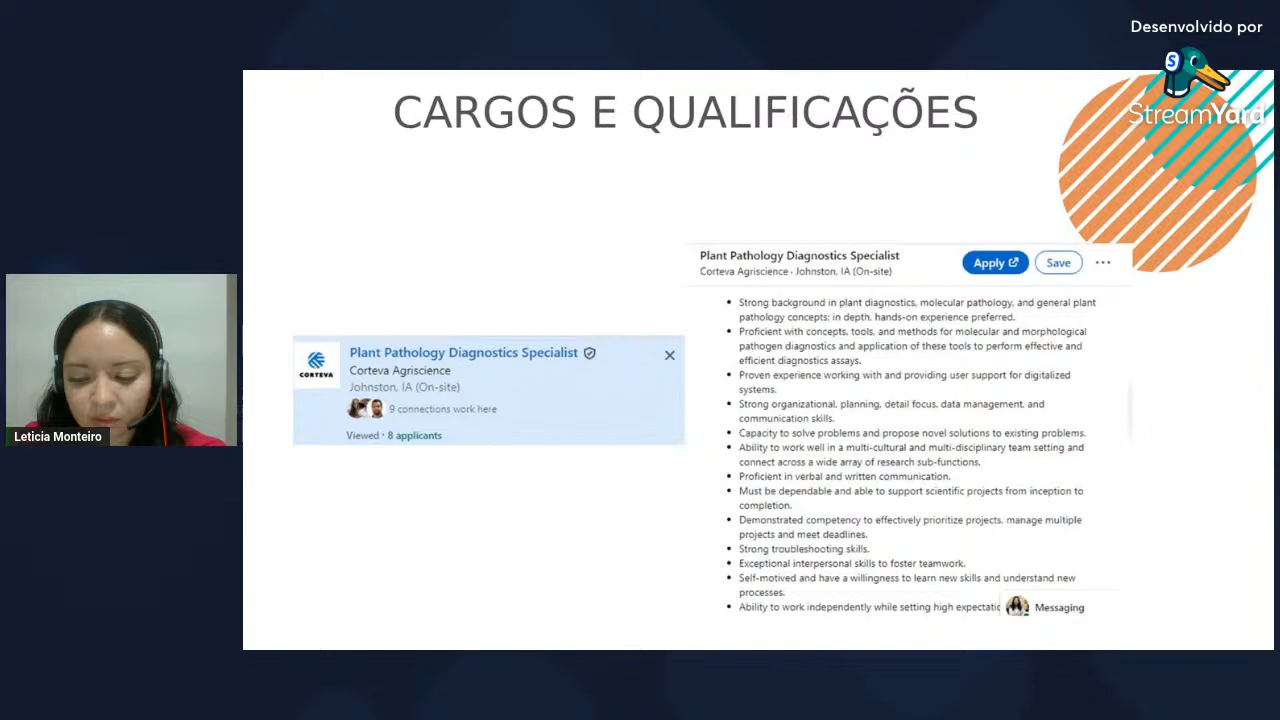 Desenvolvido por
StreamYard
CARGOS E QUALIFICAÇÕES
Plant Pathology Diagnostics Specialist
Corteva Agriscience
Johnston, IA (On-site)
9 connections work here
Viewed · 8 applicants
CORTEVA
Plant Pathology Diagnostics Specialist
Corteva Agriscience · Johnston, IA (On-site)
Apply
Save
• Strong background in plant diagnostics, molecular pathology, and general plant
pathology concepts; in depth, hands-on experience preferred.
• Proficient with concepts, tools, and methods for molecular and morphological
pathogen diagnostics and application of these tools to perform effective and
efficient diagnostics assays.
• Proven experience working with and providing user support for digitalized
systems.
• Strong organizational, planning, detail focus, data management, and
communication skills.
• Capacity to solve problems and propose novel solutions to existing problems.
• Ability to work well in a multi-cultural and multi-disciplinary team setting and
connect across a wide array of research sub-functions.
• Proficient in verbal and written communication.
• Must be dependable and able to support scientific projects from inception to
completion.
• Demonstrated competency to effectively prioritize projects, manage multiple
projects and meet deadlines.
• Strong troubleshooting skills.
• Exceptional interpersonal skills to foster teamwork.
• Self-motived and have a willingness to learn new skills and understand new
processes.
• Ability to work independently while setting high
Messaging
Leticia Monteiro